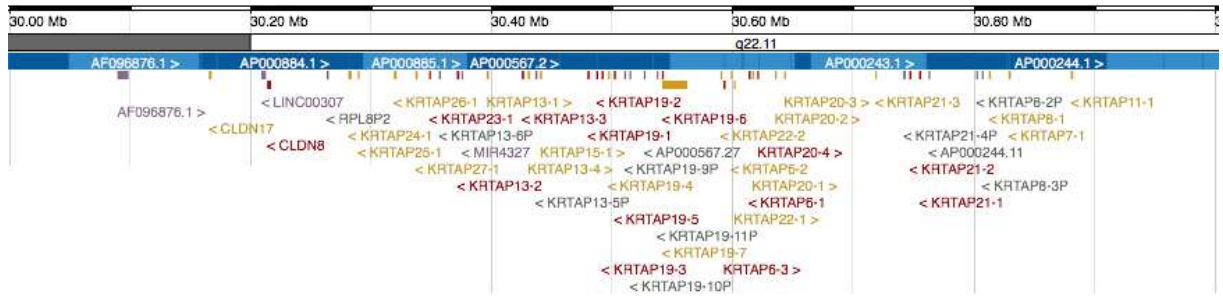 30.00 Mb 30.20 Mb 30.40 Mb 30.60 Mb 30.80 Mb
q22.11
AF096876.1 > AP000884.1 > AP000885.1 > AP000567.2 > AP000243.1 > AP000244.1 >
AF096876.1 > < LINC00307 < KRTAP26-1 KRTAP13-1 > < KRTAP19-2 KRTAP20-3 > < KRTAP21-3 < KRTAP6-2P < KRTAP11-1
< RPL8P2 < KRTAP23-1 < KRTAP13-3 < KRTAP19-6 KRTAP20-2 > < KRTAP8-1
< CLDN17 < KRTAP24-1 < KRTAP13-6P < KRTAP19-1 < KRTAP22-2 < KRTAP21-4P < KRTAP7-1
< CLDN8 < KRTAP25-1 < MIR4327 KRTAP15-1 > < AP000567.27 KRTAP20-4 > < AP000244.11
< KRTAP27-1 KRTAP13-4 > < KRTAP19-9P < KRTAP6-2 < KRTAP21-2
< KRTAP13-2 < KRTAP19-4 KRTAP20-1 > < KRTAP8-3P
< KRTAP13-5P < KRTAP6-1 < KRTAP21-1
< KRTAP19-5 KRTAP22-1 >
< KRTAP19-11P
< KRTAP19-7
< KRTAP19-3 KRTAP6-3 >
< KRTAP19-10P